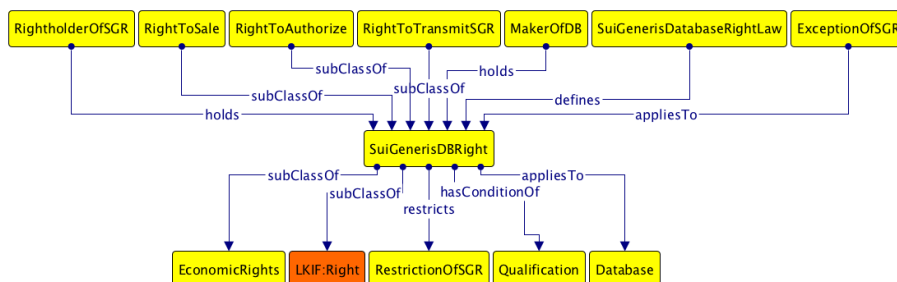 RightholderOfSGR
RightToSale
RightToAuthorize
RightToTransmitSGR
MakerOfDB
SuiGenerisDatabaseRightLaw
ExceptionOfSGR
subClassOf
holds
subClassOf
subClassOf
defines
holds
appliesTo
SuiGenerisDBRight
subClassOf
appliesTo
subClassOf
hasConditionOf
restricts
EconomicRights
LKIF:Right
RestrictionOfSGR
Qualification
Database